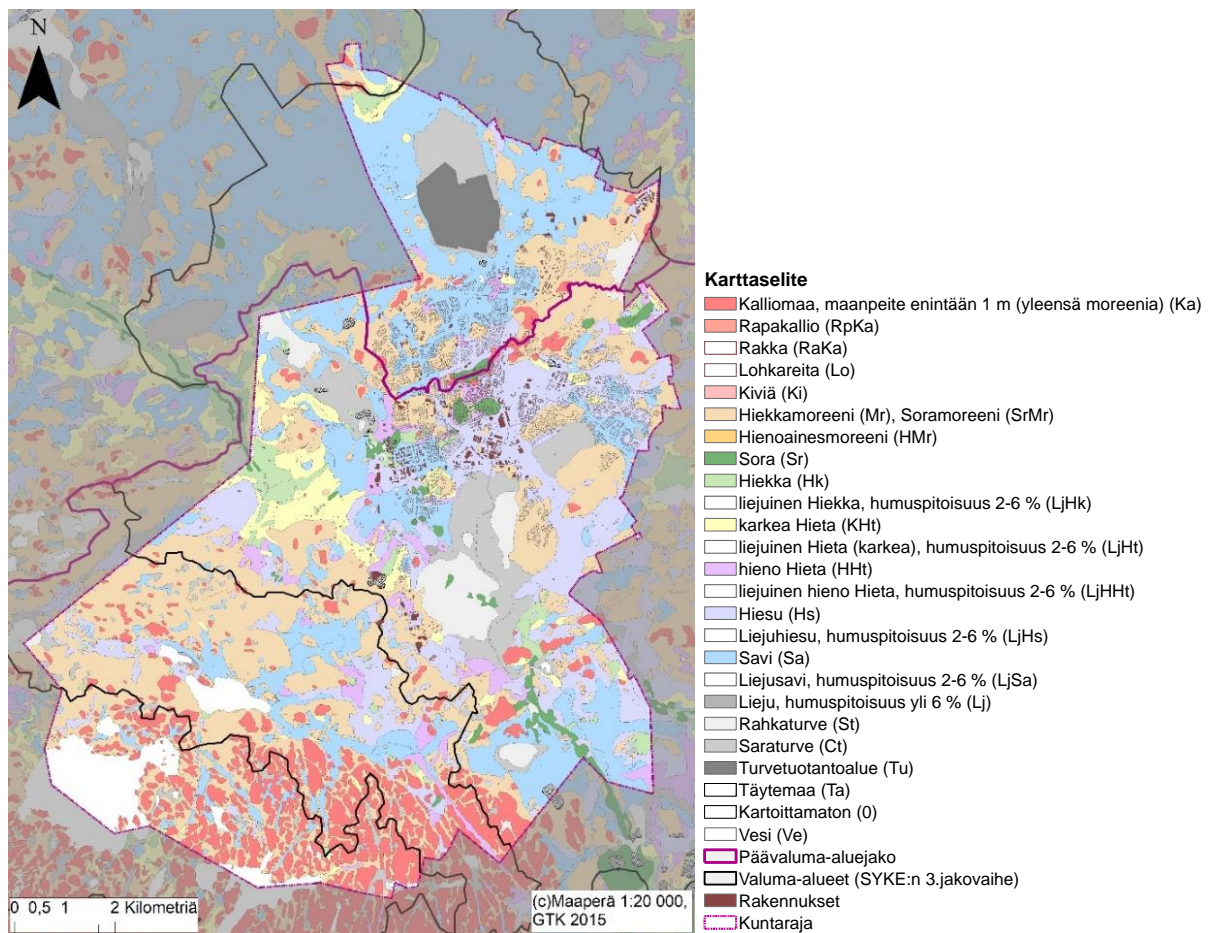 N
0 0,5 1 2 Kilometriä
(c)Maaperä 1:20 000,
GTK 2015
Karttaselite
Kalliomaa, maanpeite enintään 1 m (yleensä moreenia) (Ka)
Rapakallio (RpKa)
Rakka (RaKa)
Lohkareita (Lo)
Kiviä (Ki)
Hiekkamoreeni (Mr), Soramoreeni (SrMr)
Hienoainesmoreeni (HMr)
Sora (Sr)
Hiekka (Hk)
liejuinen Hiekka, humuspitoisuus 2-6 % (LjHk)
karkea Hieta (KHt)
liejuinen Hieta (karkea), humuspitoisuus 2-6 % (LjHt)
hieno Hieta (HHt)
liejuinen hieno Hieta, humuspitoisuus 2-6 % (LjHHt)
Hiesu (Hs)
Liejuhiesu, humuspitoisuus 2-6 % (LjHs)
Savi (Sa)
Liejusavi, humuspitoisuus 2-6 % (LjSa)
Lieju, humuspitoisuus yli 6 % (Lj)
Rahkaturve (St)
Saraturve (Ct)
Turvetuotantoalue (Tu)
Täytemaa (Ta)
Kartoittamaton (0)
Vesi (Ve)
Päävaluma-aluejako
Valuma-alueet (SYKE:n 3.jakovaihe)
Rakennukset
Kuntaraja